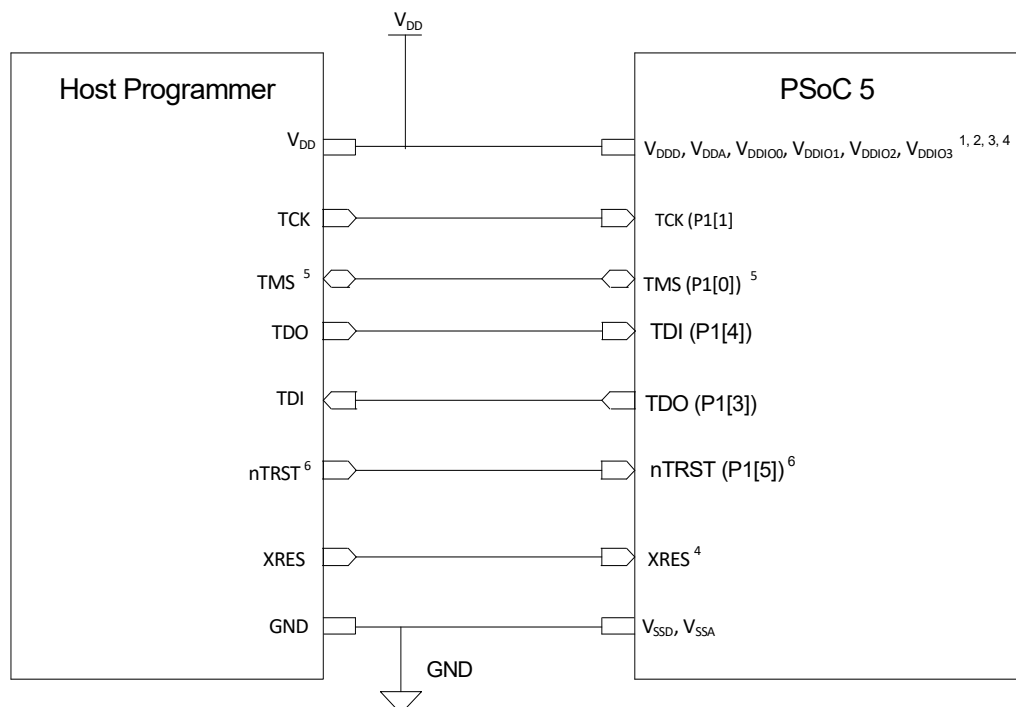 V_DD
Host Programmer PSoC 5
V_DD V_DDD, V_DDA, V_DDIO0, V_DDIO1, V_DDIO2, V_DDIO3 1, 2, 3, 4
TCK TCK (P1[1]
TMS 5 TMS (P1[0]) 5
TDO TDI (P1[4])
TDI TDO (P1[3])
nTRST 6 nTRST (P1[5]) 6
XRES XRES 4
GND V_SSD, V_SSA
GND